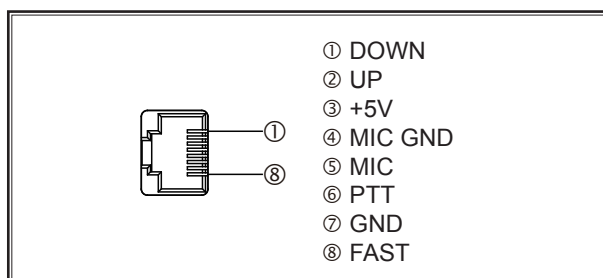 ① DOWN
② UP
③ +5V
④ MIC GND
⑤ MIC
⑥ PTT
⑦ GND
⑧ FAST
①
⑧